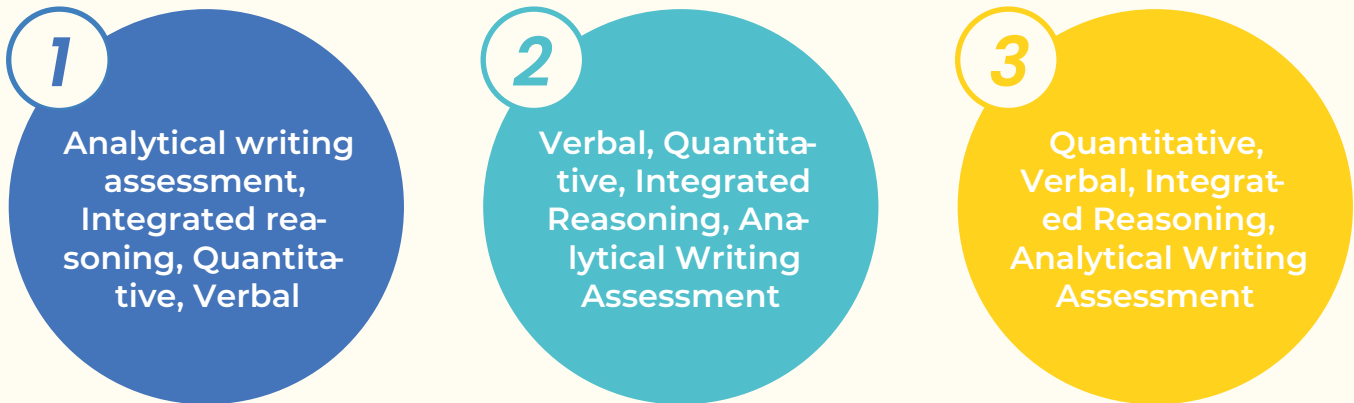 1
Analytical writing
assessment,
Integrated rea-
soning, Quantita-
tive, Verbal
2
Verbal, Quantita-
tive, Integrated
Reasoning, Ana-
lytical Writing
Assessment
3
Quantitative,
Verbal, Integrat-
ed Reasoning,
Analytical Writing
Assessment